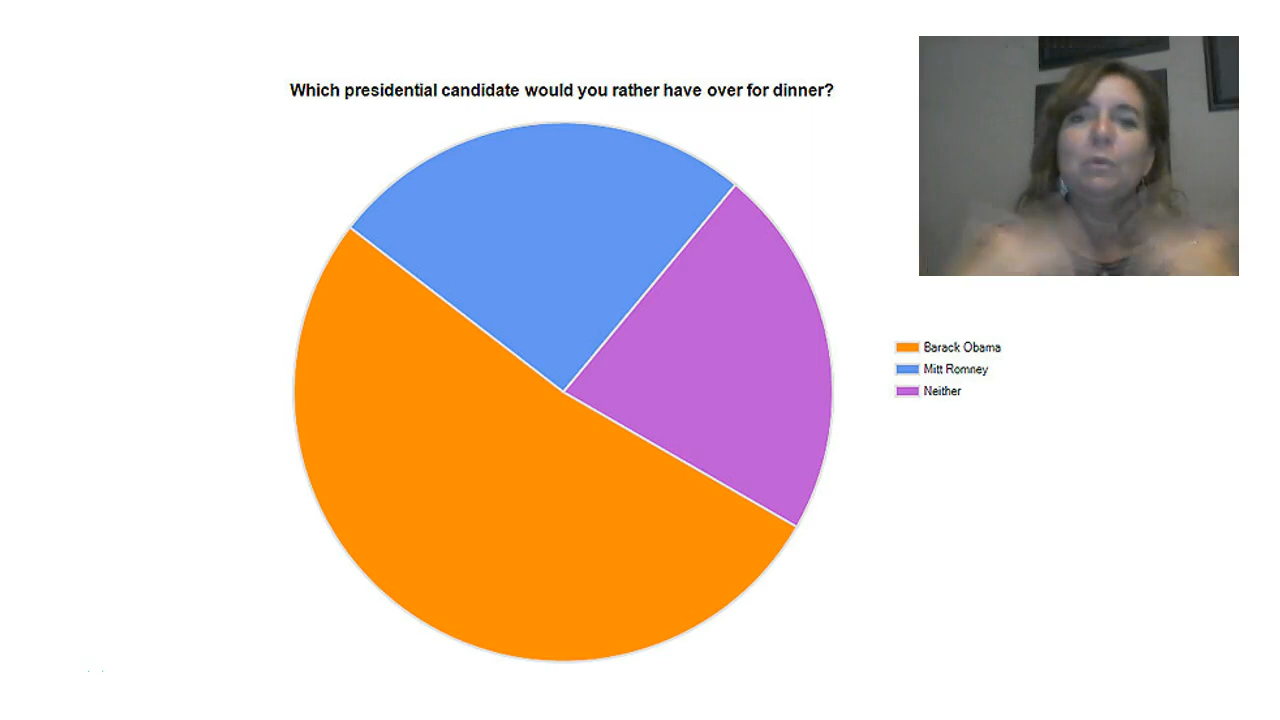 Which presidential candidate would you rather have over for dinner?
Barack Obama
Mitt Romney
Neither